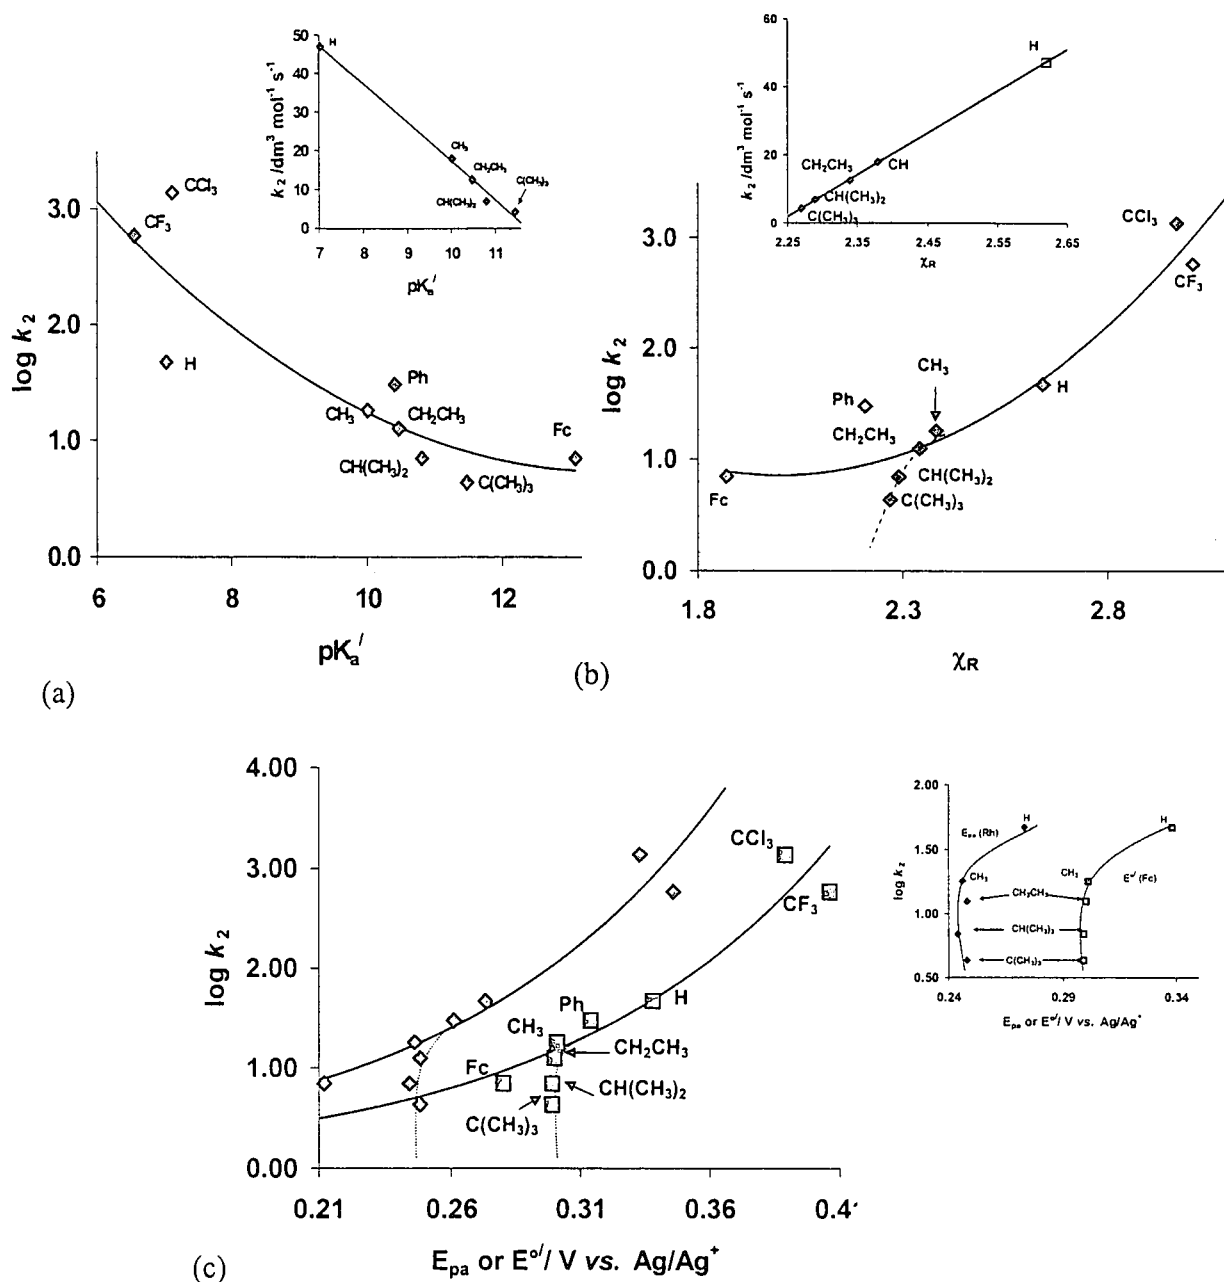 50
40
30
20
10
0
k₂ /dm³ mol⁻¹ s⁻¹
H
CH₃
CH₂CH₃
C(CH₃)₃
CH(CH₃)₂
7 8 9 10 11
pKₐ′
3.0
2.0
1.0
0.0
log k₂
CCl₃
CF₃
H
Ph
CH₃
CH₂CH₃
Fc
CH(CH₃)₂
C(CH₃)₃
6 8 10 12
pKₐ′
(a)
60
40
20
0
k₂ /dm³ mol⁻¹ s⁻¹
H
CH₂CH₃
CH
CH(CH₃)₂
C(CH₃)₃
2.25 2.35 2.45 2.55 2.65
χR
3.0
2.0
1.0
0.0
log k₂
CCl₃
CF₃
CH₃
H
Ph
CH₂CH₃
CH(CH₃)₂
Fc
C(CH₃)₃
1.8 2.3 2.8
χR
(b)
4.00
3.00
2.00
1.00
0.00
log k₂
CCl₃
CF₃
Ph
H
CH₃
CH₂CH₃
Fc
CH(CH₃)₂
C(CH₃)₃
0.21 0.26 0.31 0.36 0.4
Epa or E°′/ V vs. Ag/Ag⁺
(c)
2.00
1.50
1.00
0.50
log k₂
H
H
Epa (Rh)
CH₃
CH₃
E°′ (Fc)
CH₂CH₃
CH(CH₃)₃
C(CH₃)₃
0.24 0.29 0.34
Epa or E°′/ V vs. Ag/Ag⁺